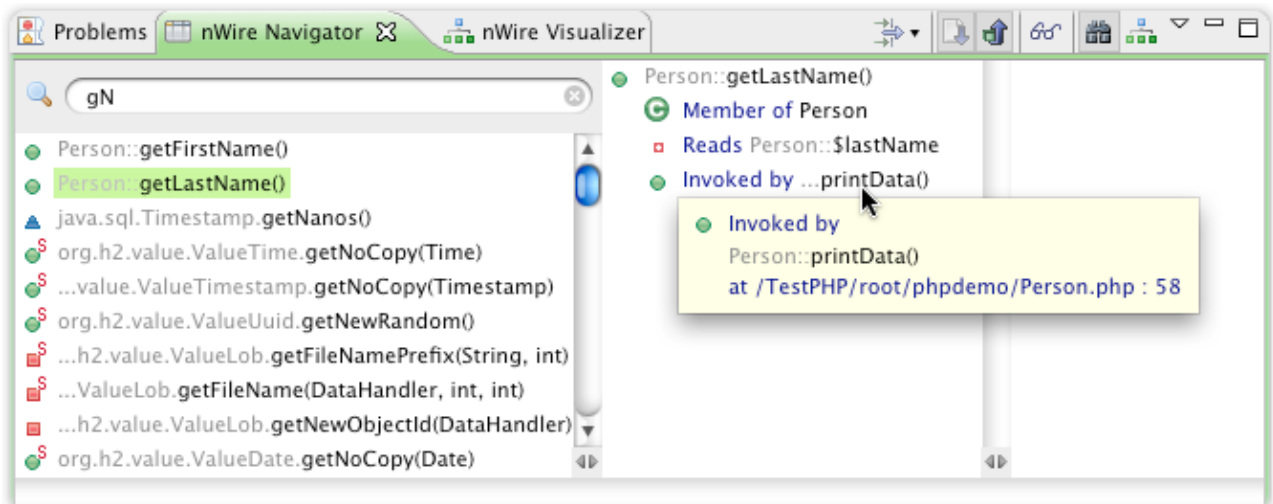 Problems nWire Navigator nWire Visualizer
gN
Person::getFirstName()
Person::getLastName()
java.sql.Timestamp.getNanos()
org.h2.value.ValueTime.getNoCopy(Time)
...value.ValueTimestamp.getNoCopy(Timestamp)
org.h2.value.ValueUuid.getNewRandom()
...h2.value.ValueLob.getFileNamePrefix(String, int)
...ValueLob.getFileName(DataHandler, int, int)
...h2.value.ValueLob.getNewObjectId(DataHandler)
org.h2.value.ValueDate.getNoCopy(Date)
Person::getLastName()
Member of Person
Reads Person::$lastName
Invoked by ...printData()
Invoked by
Person::printData()
at /TestPHP/root/phpdemo/Person.php : 58